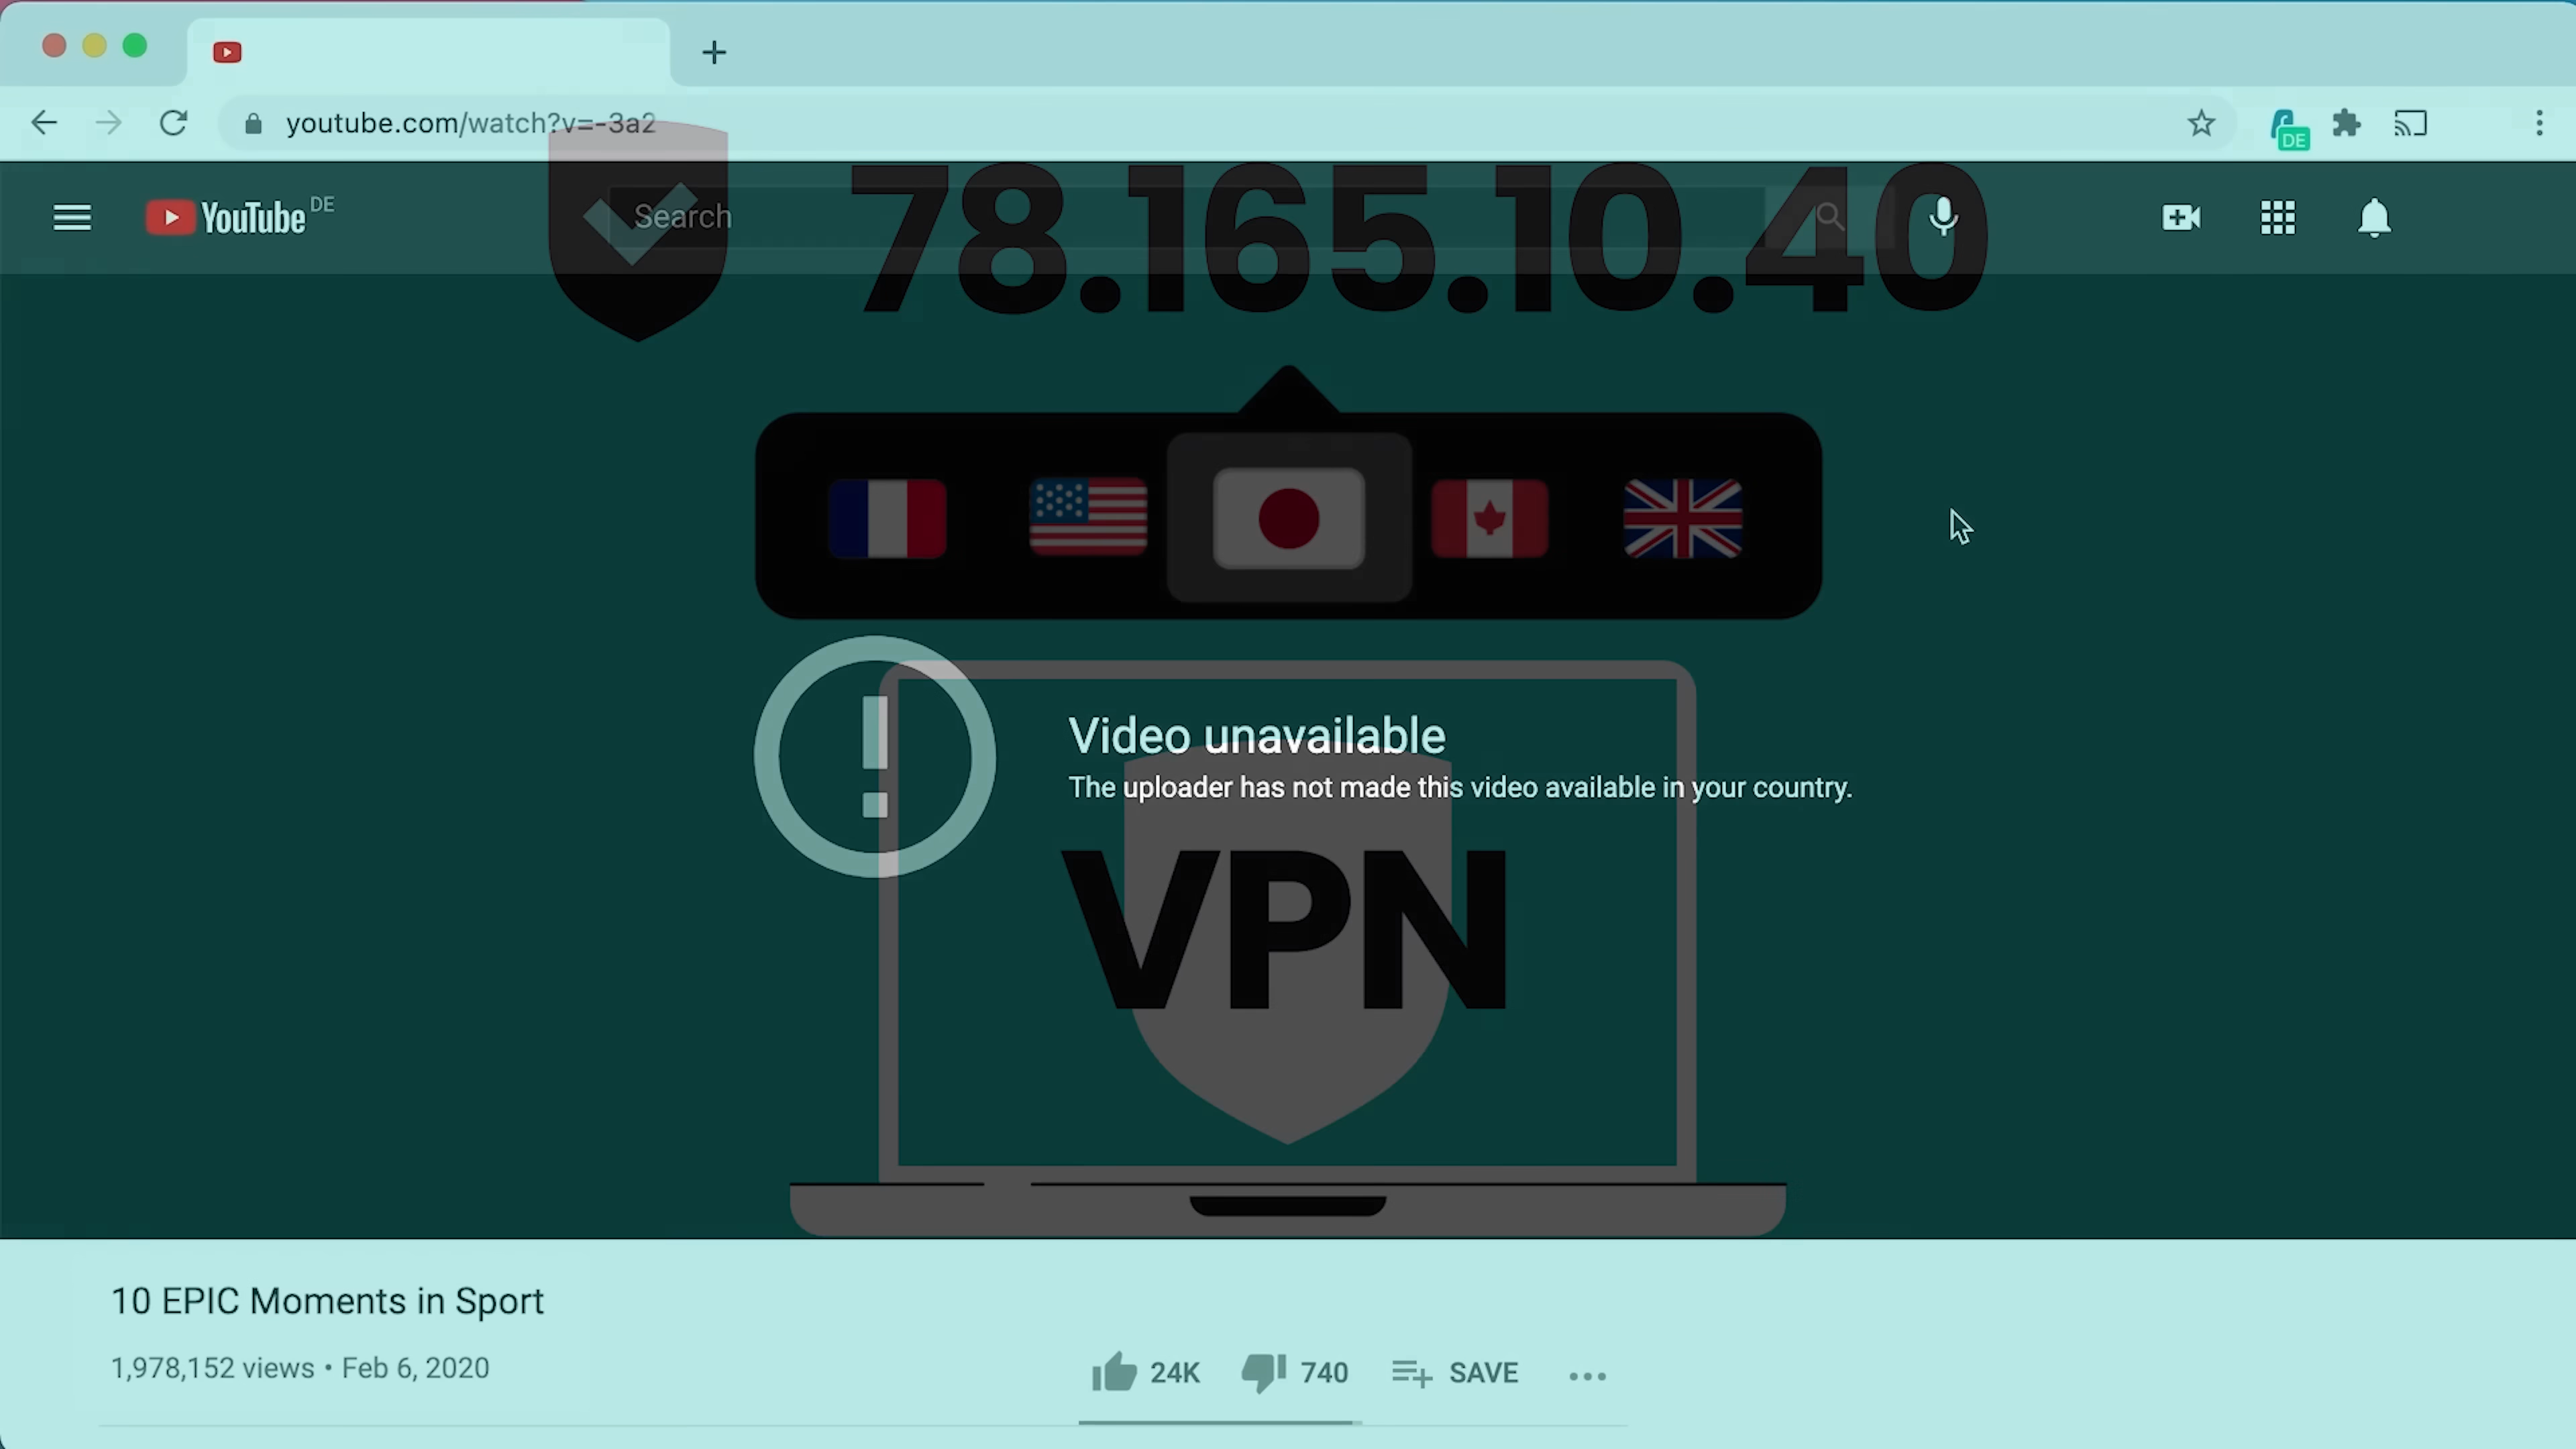 youtube.com/watch?v=-3a2
DE
YouTube DE
Search
78.165.10.40
Video unavailable
The uploader has not made this video available in your country.
VPN
10 EPIC Moments in Sport
1,978,152 views • Feb 6, 2020
24K 740 SAVE